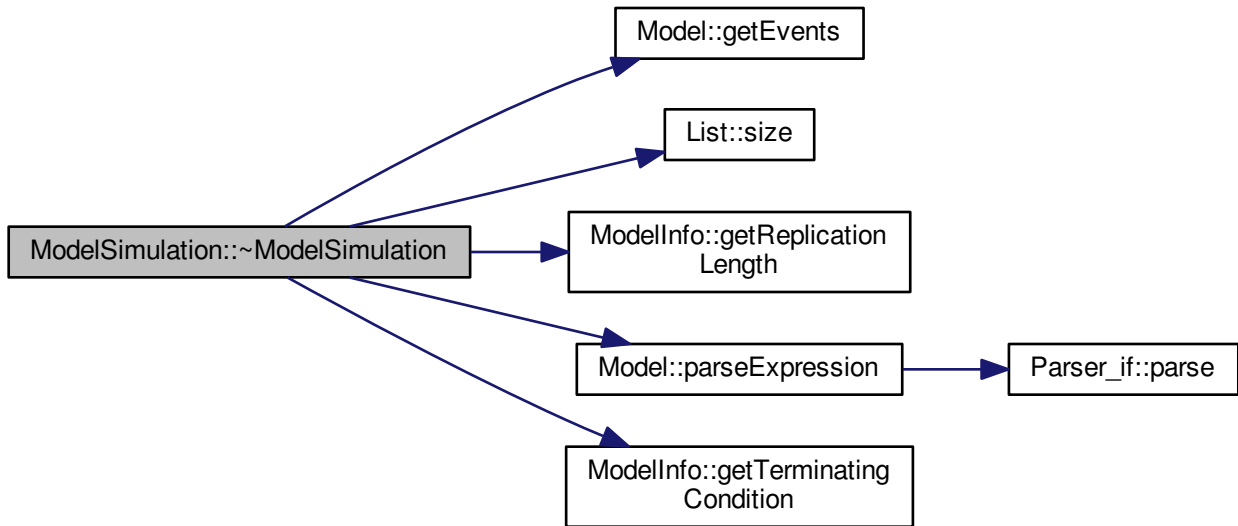 Model::getEvents
List::size
ModelSimulation::~ModelSimulation
ModelInfo::getReplication
Length
Model::parseExpression
Parser_if::parse
ModelInfo::getTerminating
Condition